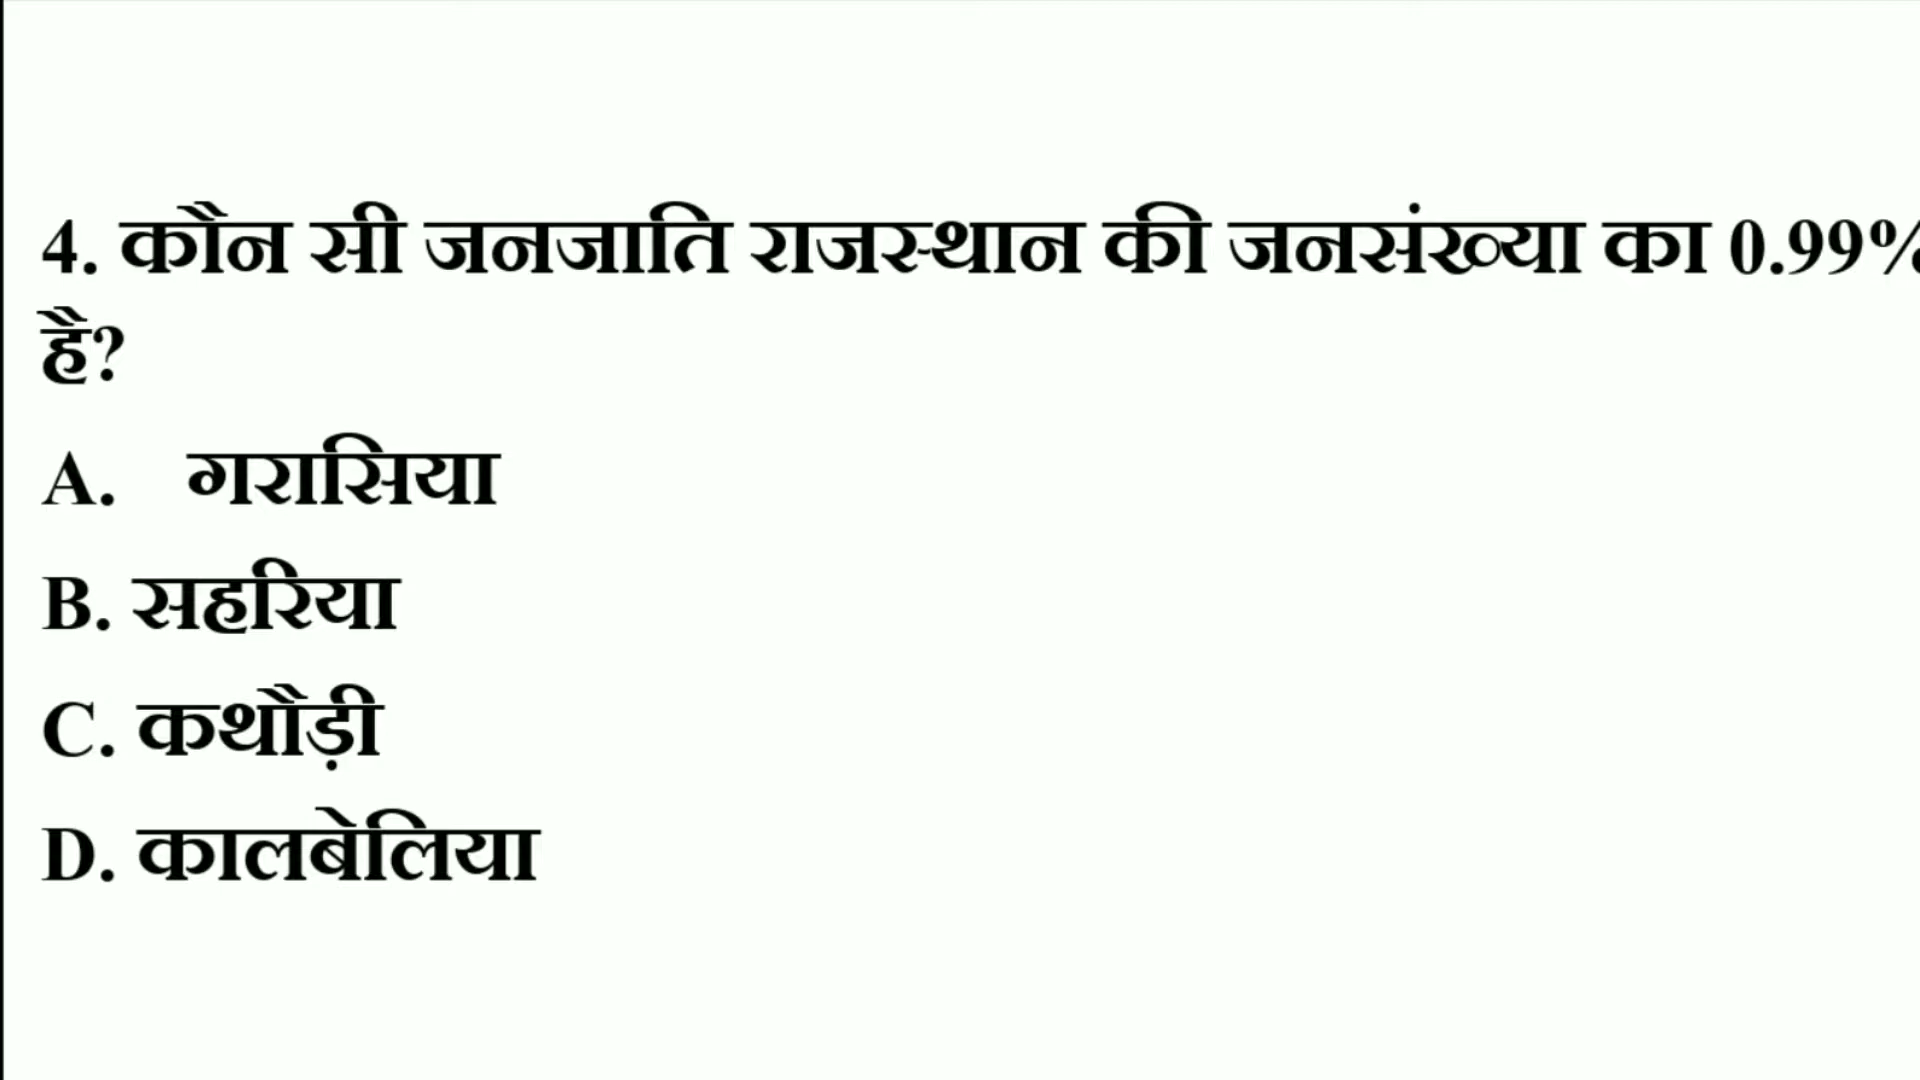 4. कौन सी जनजाति राजस्थान की जनसंख्या का 0.99%
है?
A. गरासिया
B. सहरिया
C. कथौड़ी
D. कालबेलिया